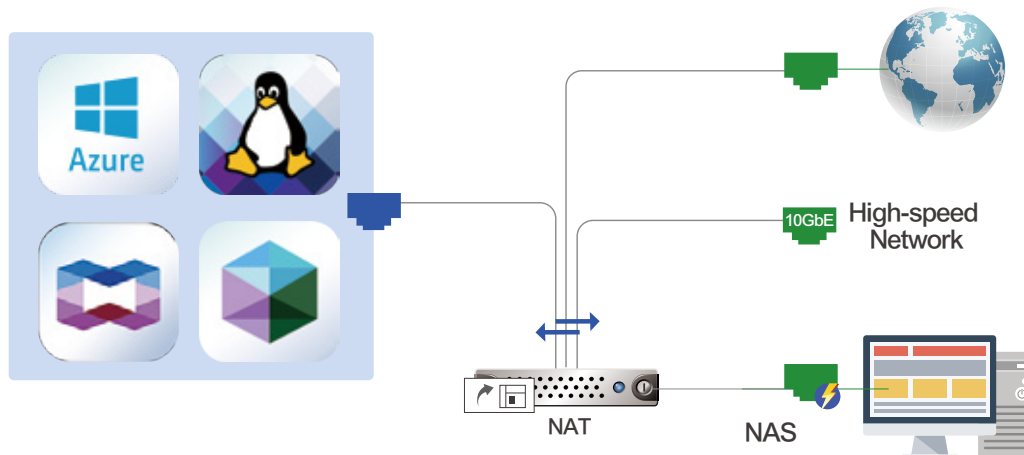 Azure
10GbE
High-speed
Network
NAT
NAS